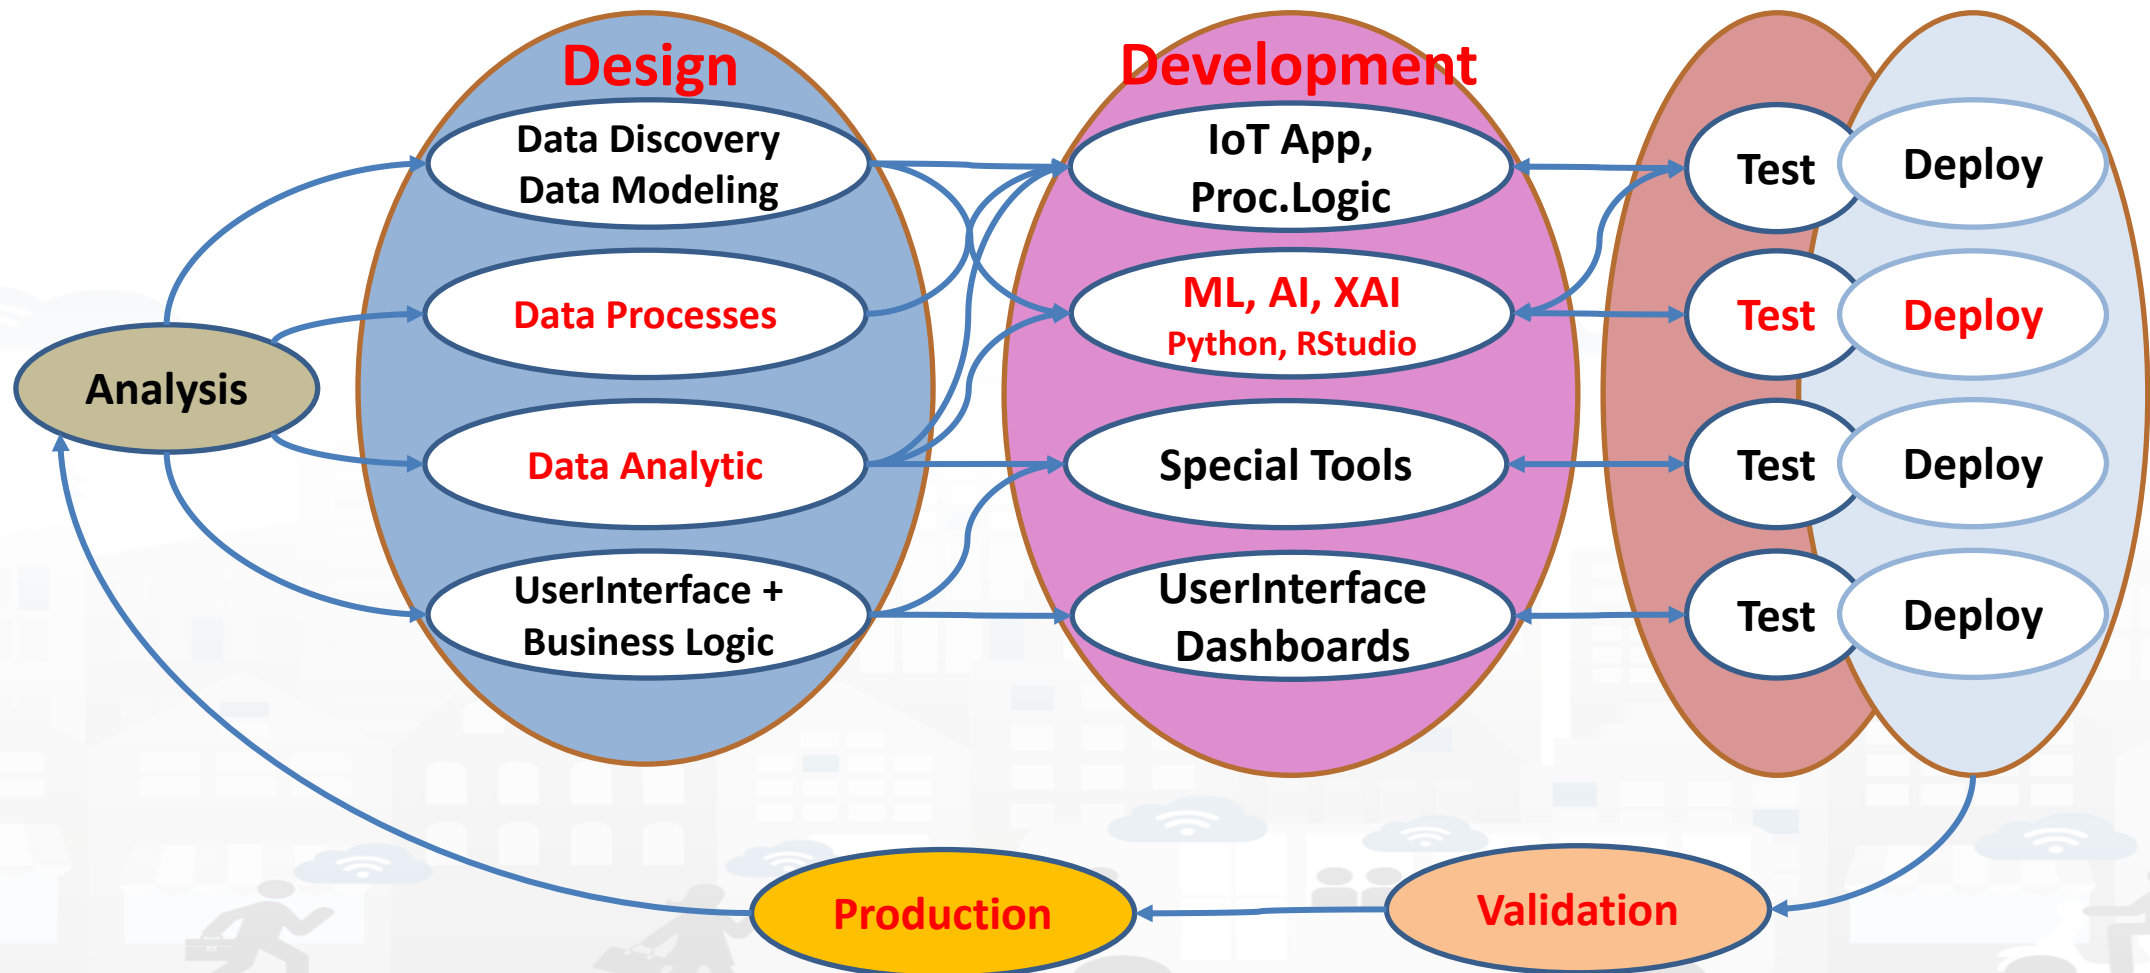 Design
Development
Data Discovery
Data Modeling
IoT App,
Proc.Logic
Test
Deploy
Data Processes
ML, AI, XAI
Python, RStudio
Test
Deploy
Analysis
Data Analytic
Special Tools
Test
Deploy
UserInterface +
Business Logic
UserInterface
Dashboards
Test
Deploy
Production
Validation